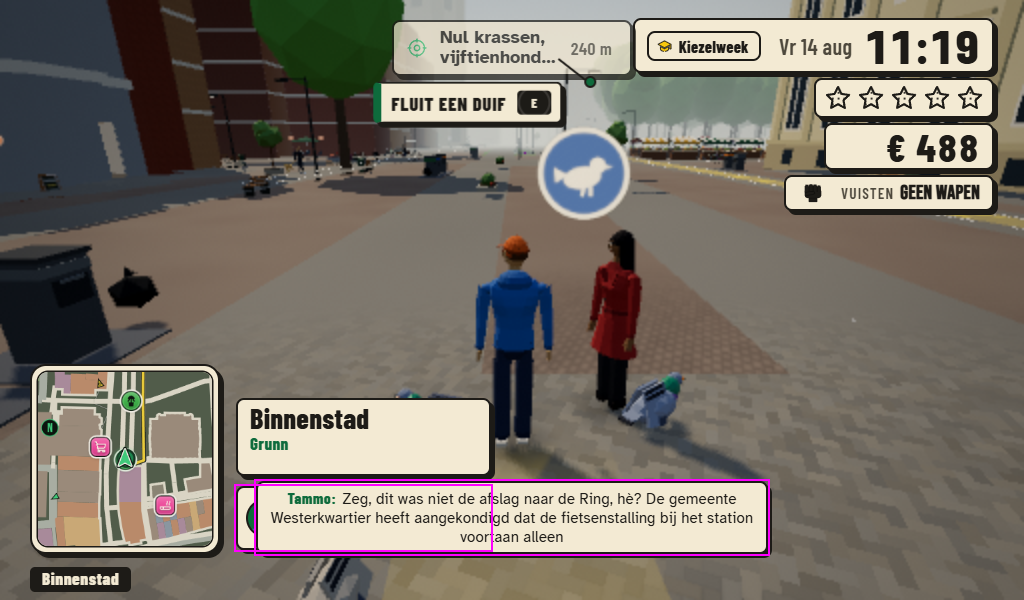 Nul krassen,
vijftienhond...
240 m
Kiezelweek
Vr 14 aug
11:19
FLUIT EEN DUIF
E
€ 488
VUISTEN GEEN WAPEN
N
Binnenstad
Grunn
Tammo: Zeg, dit was niet de afslag naar de Ring, hè? De gemeente
Westerkwartier heeft aangekondigd dat de fietsenstalling bij het station
voortaan alleen
Binnenstad